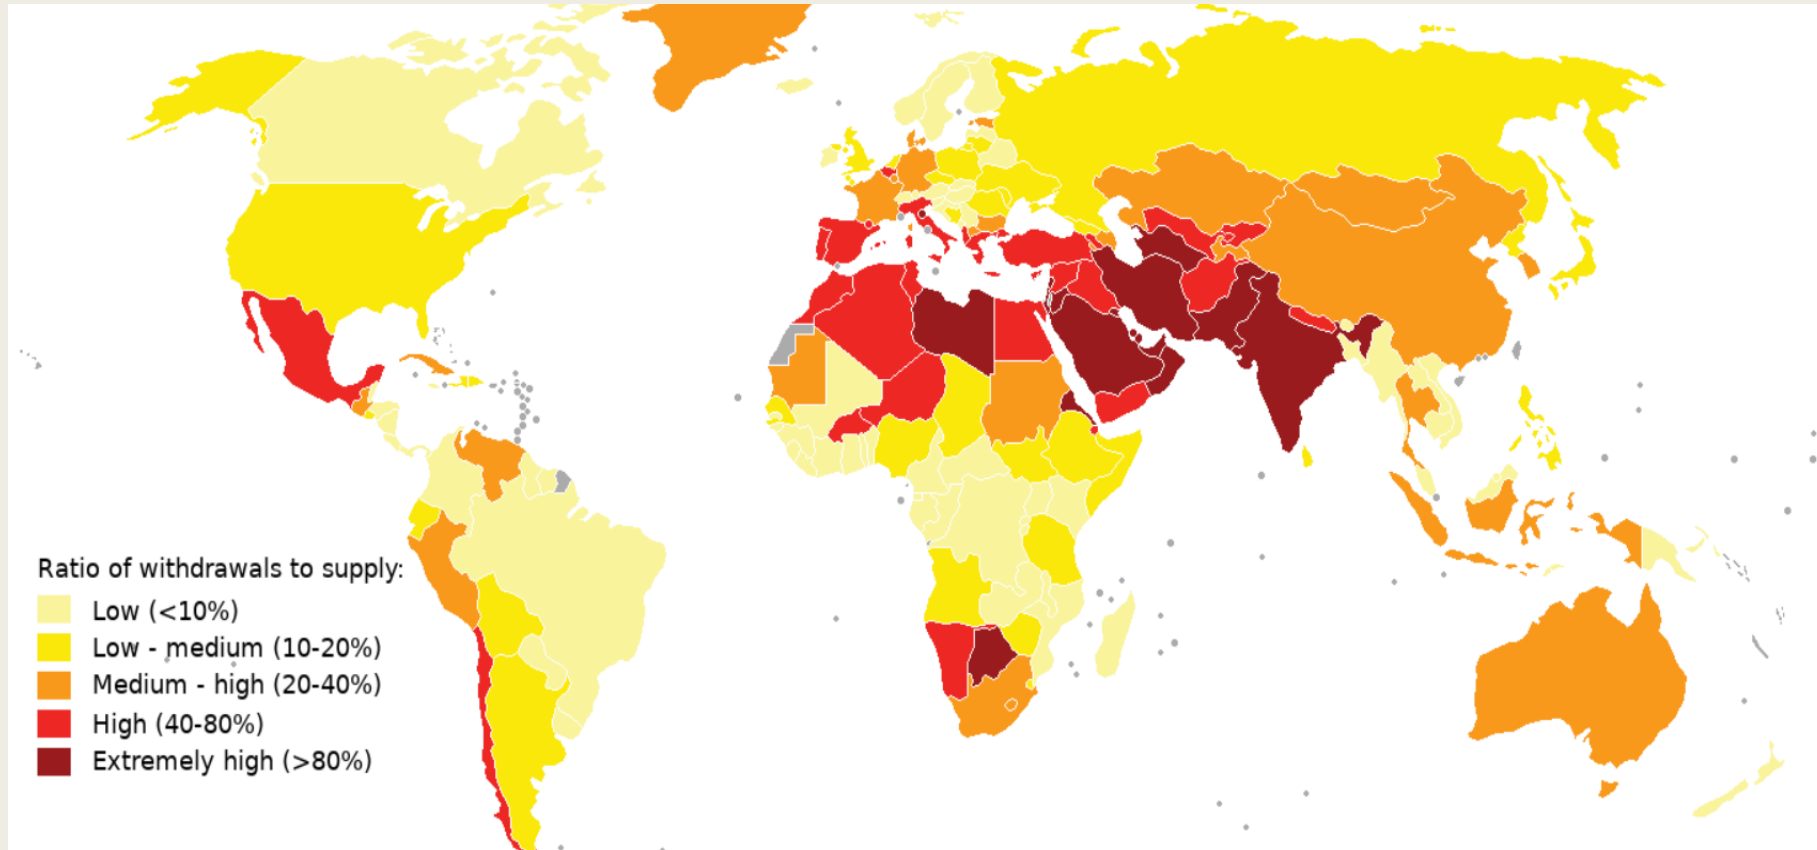 Ratio of withdrawals to supply:
Low (<10%)
Low - medium (10-20%)
Medium - high (20-40%)
High (40-80%)
Extremely high (>80%)